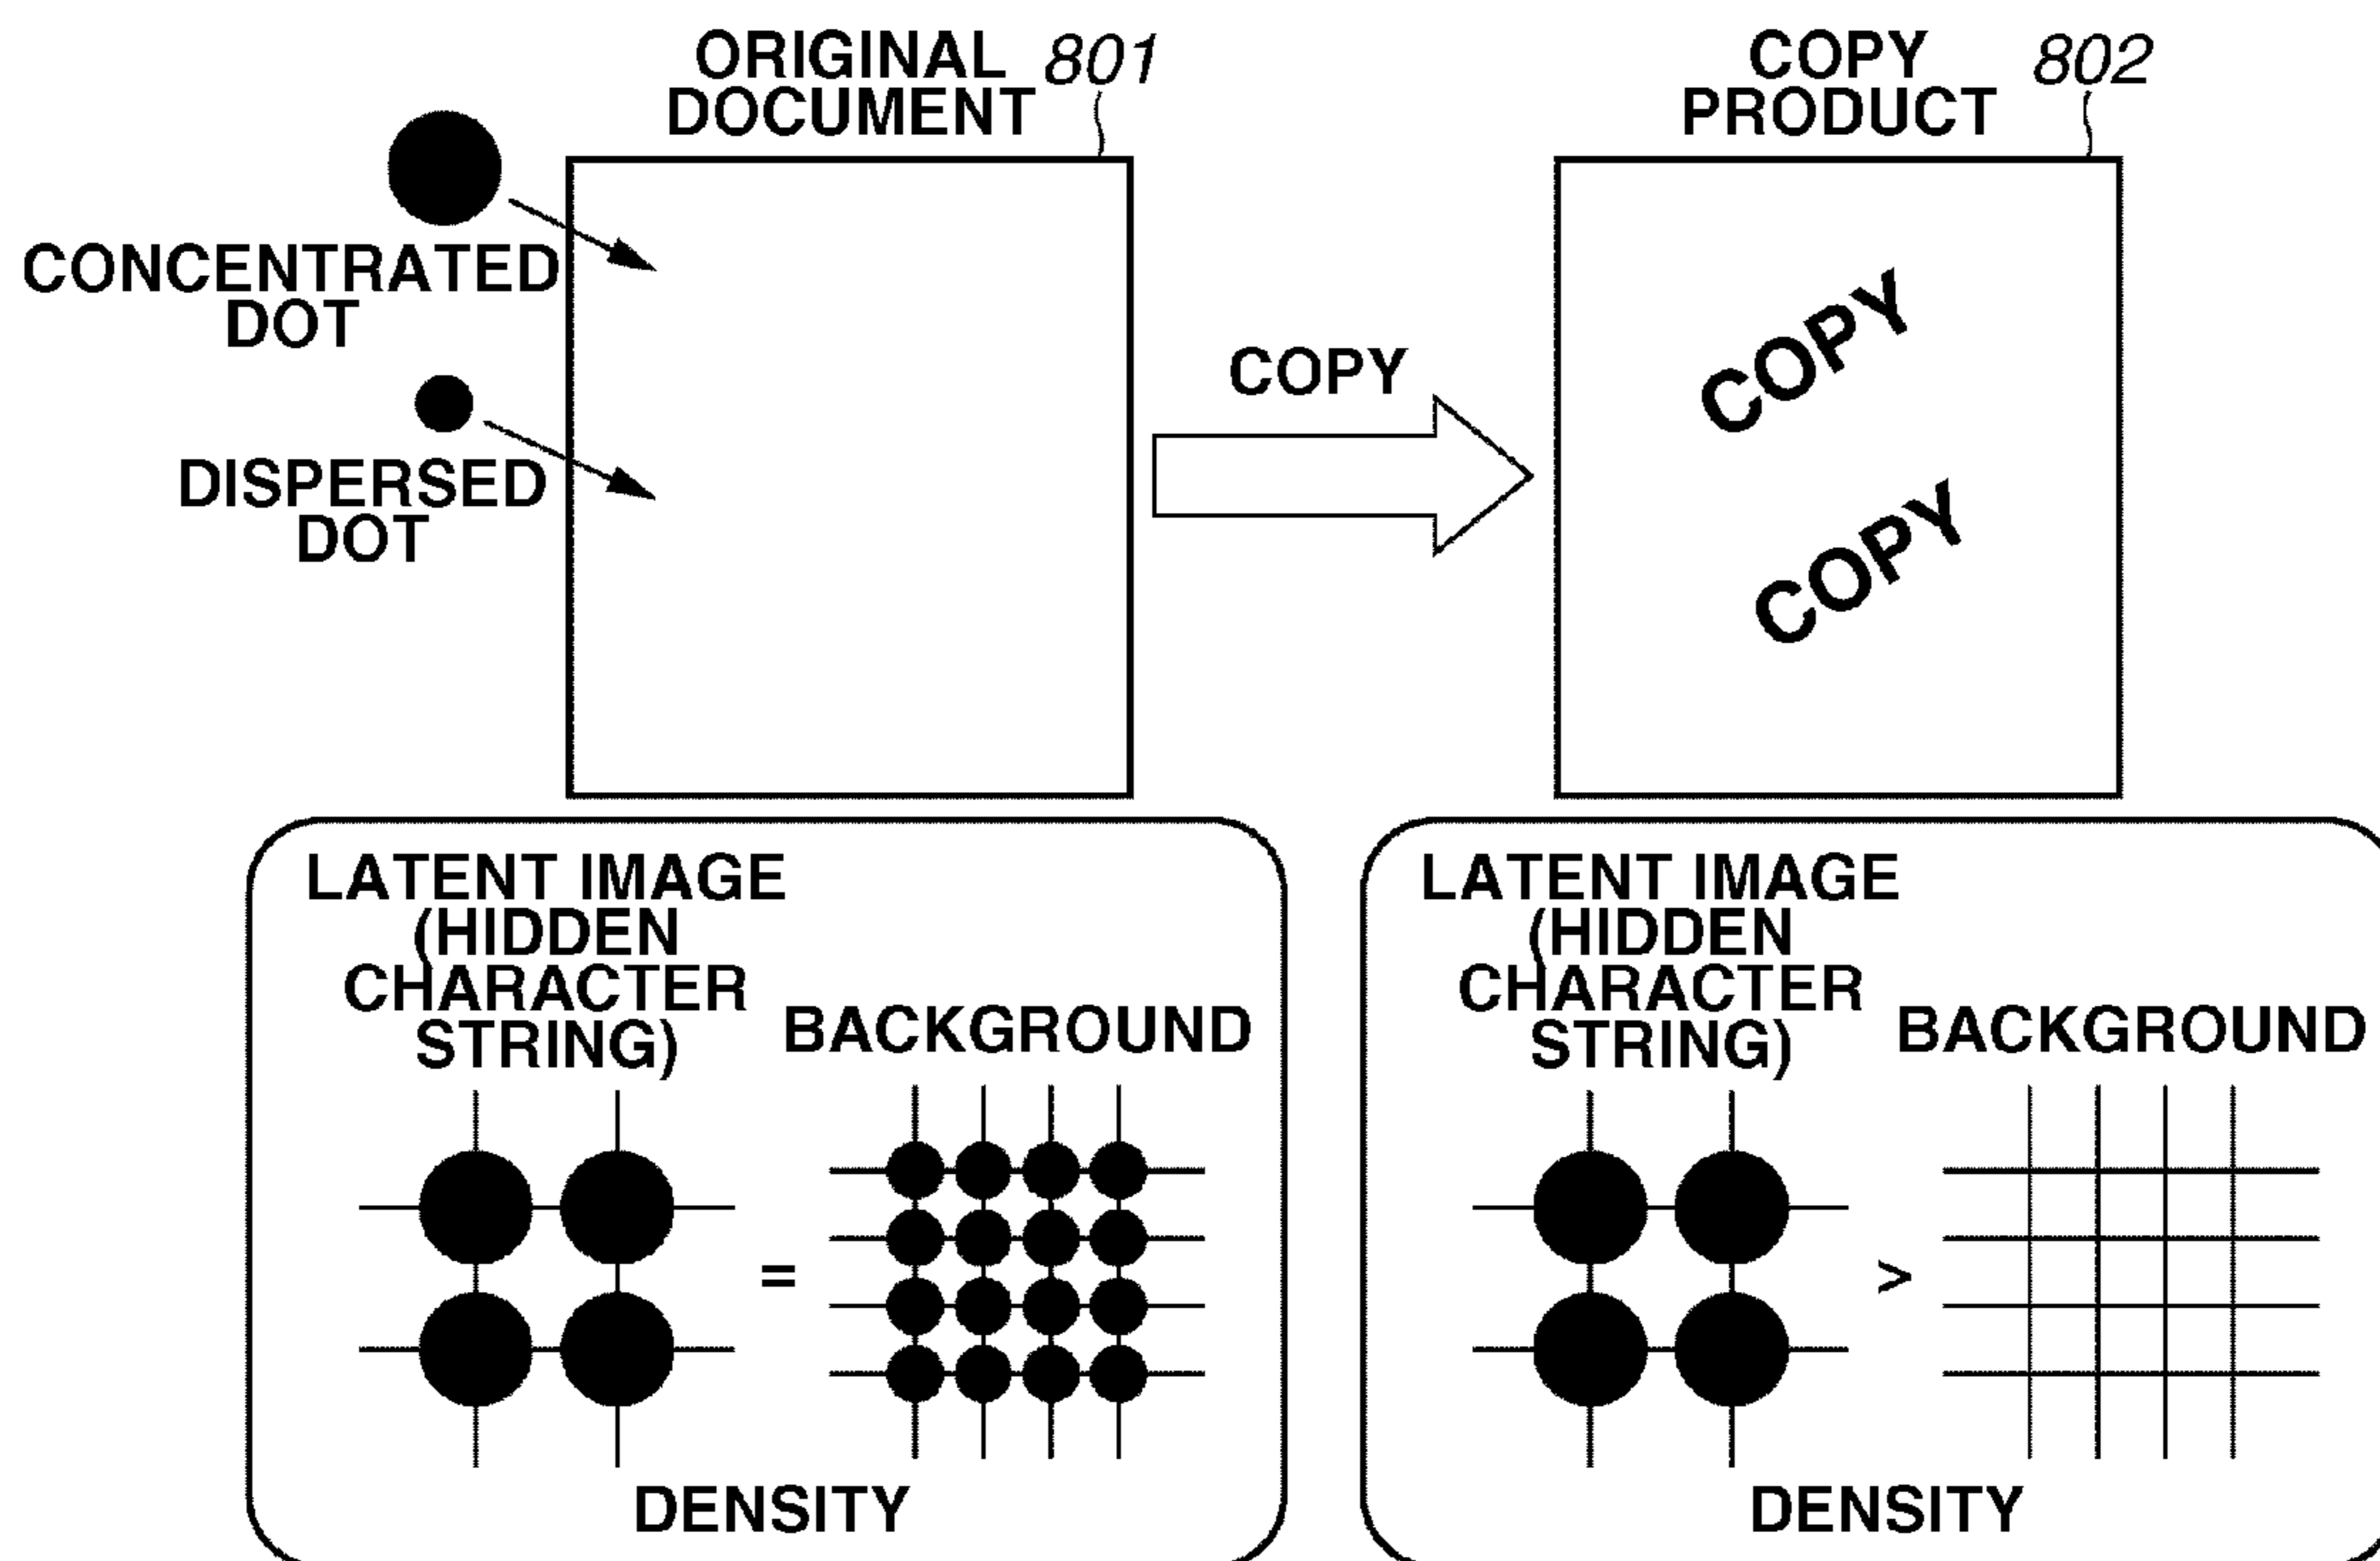 ORIGINAL
DOCUMENT
801
COPY
PRODUCT
802
CONCENTRATED
DOT
DISPERSED
DOT
COPY
COPY
COPY
LATENT IMAGE
(HIDDEN
CHARACTER
STRING)
BACKGROUND
=
DENSITY
LATENT IMAGE
(HIDDEN
CHARACTER
STRING)
BACKGROUND
>
DENSITY